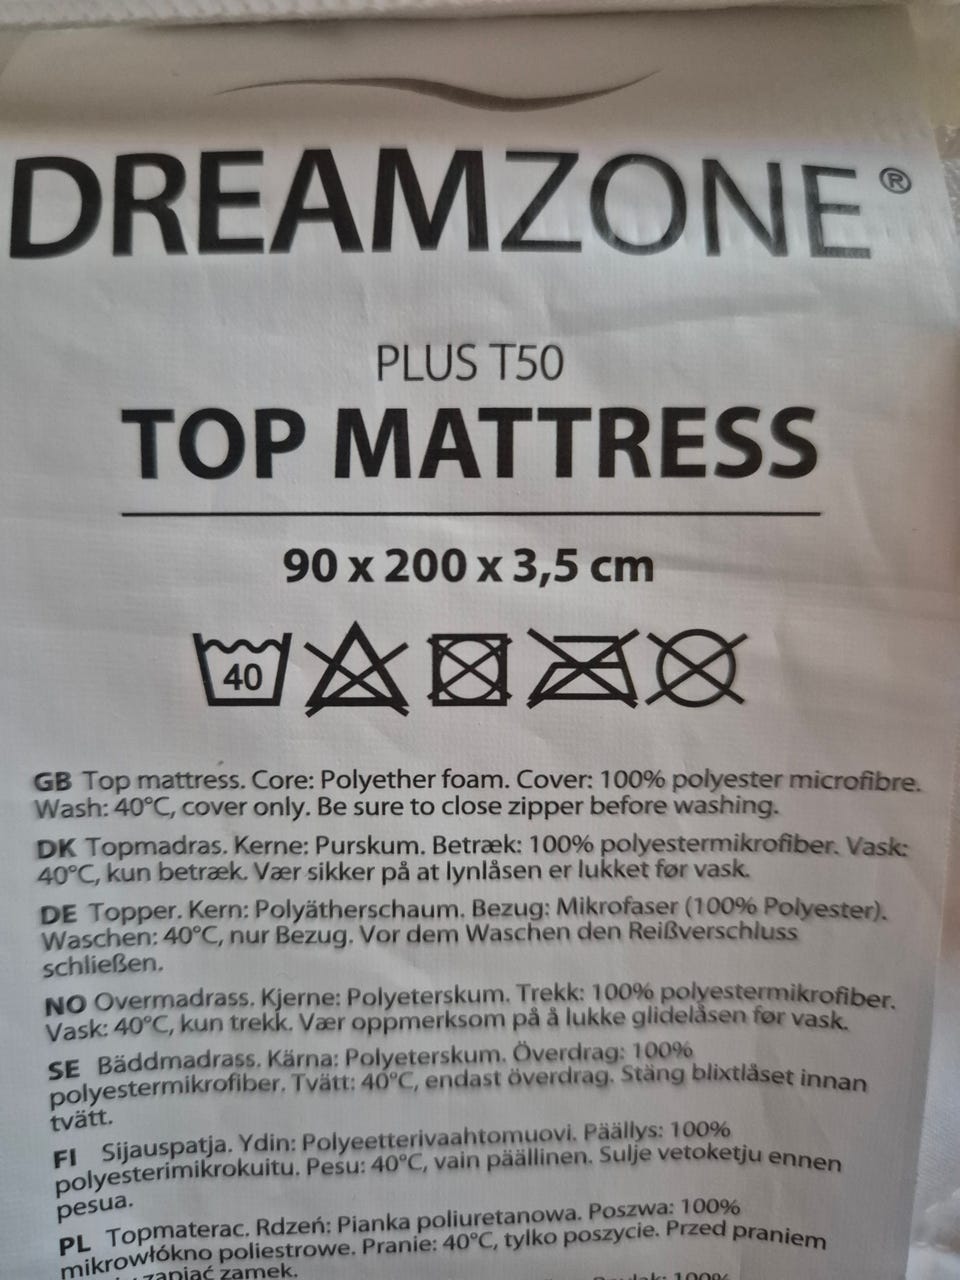 DREAMZONE®
PLUS T50
TOP MATTRESS
90 x 200 x 3,5 cm
40
GB Top mattress. Core: Polyether foam. Cover: 100% polyester microfibre.
Wash: 40°C, cover only. Be sure to close zipper before washing.
DK Topmadras. Kerne: Purskum. Betræk: 100% polyestermikrofiber. Vask:
40°C, kun betræk. Vær sikker på at lynlåsen er lukket før vask.
DE Topper. Kern: Polyätherschaum. Bezug: Mikrofaser (100% Polyester).
Waschen: 40°C, nur Bezug. Vor dem Waschen den Reißverschluss
schließen.
NO Overmadrass. Kjerne: Polyeterskum. Trekk: 100% polyestermikrofiber.
Vask: 40°C, kun trekk. Vær oppmerksom på å lukke glidelåsen før vask.
SE Bäddmadrass. Kärna: Polyeterskum. Överdrag: 100%
polyestermikrofiber. Tvätt: 40°C, endast överdrag. Stäng blixtlåset innan
tvätt.
FI Sijauspatja. Ydin: Polyeetterivaahtomuovi. Päällys: 100%
polyesterimikrokuitu. Pesu: 40°C, vain päällinen. Sulje vetoketju ennen
pesua.
PL Topmaterac. Rdzeń: Pianka poliuretanowa. Poszwa: 100%
mikrowłókno poliestrowe. Pranie: 40°C, tylko poszycie. Przed praniem
zapiąć zamek.
100%